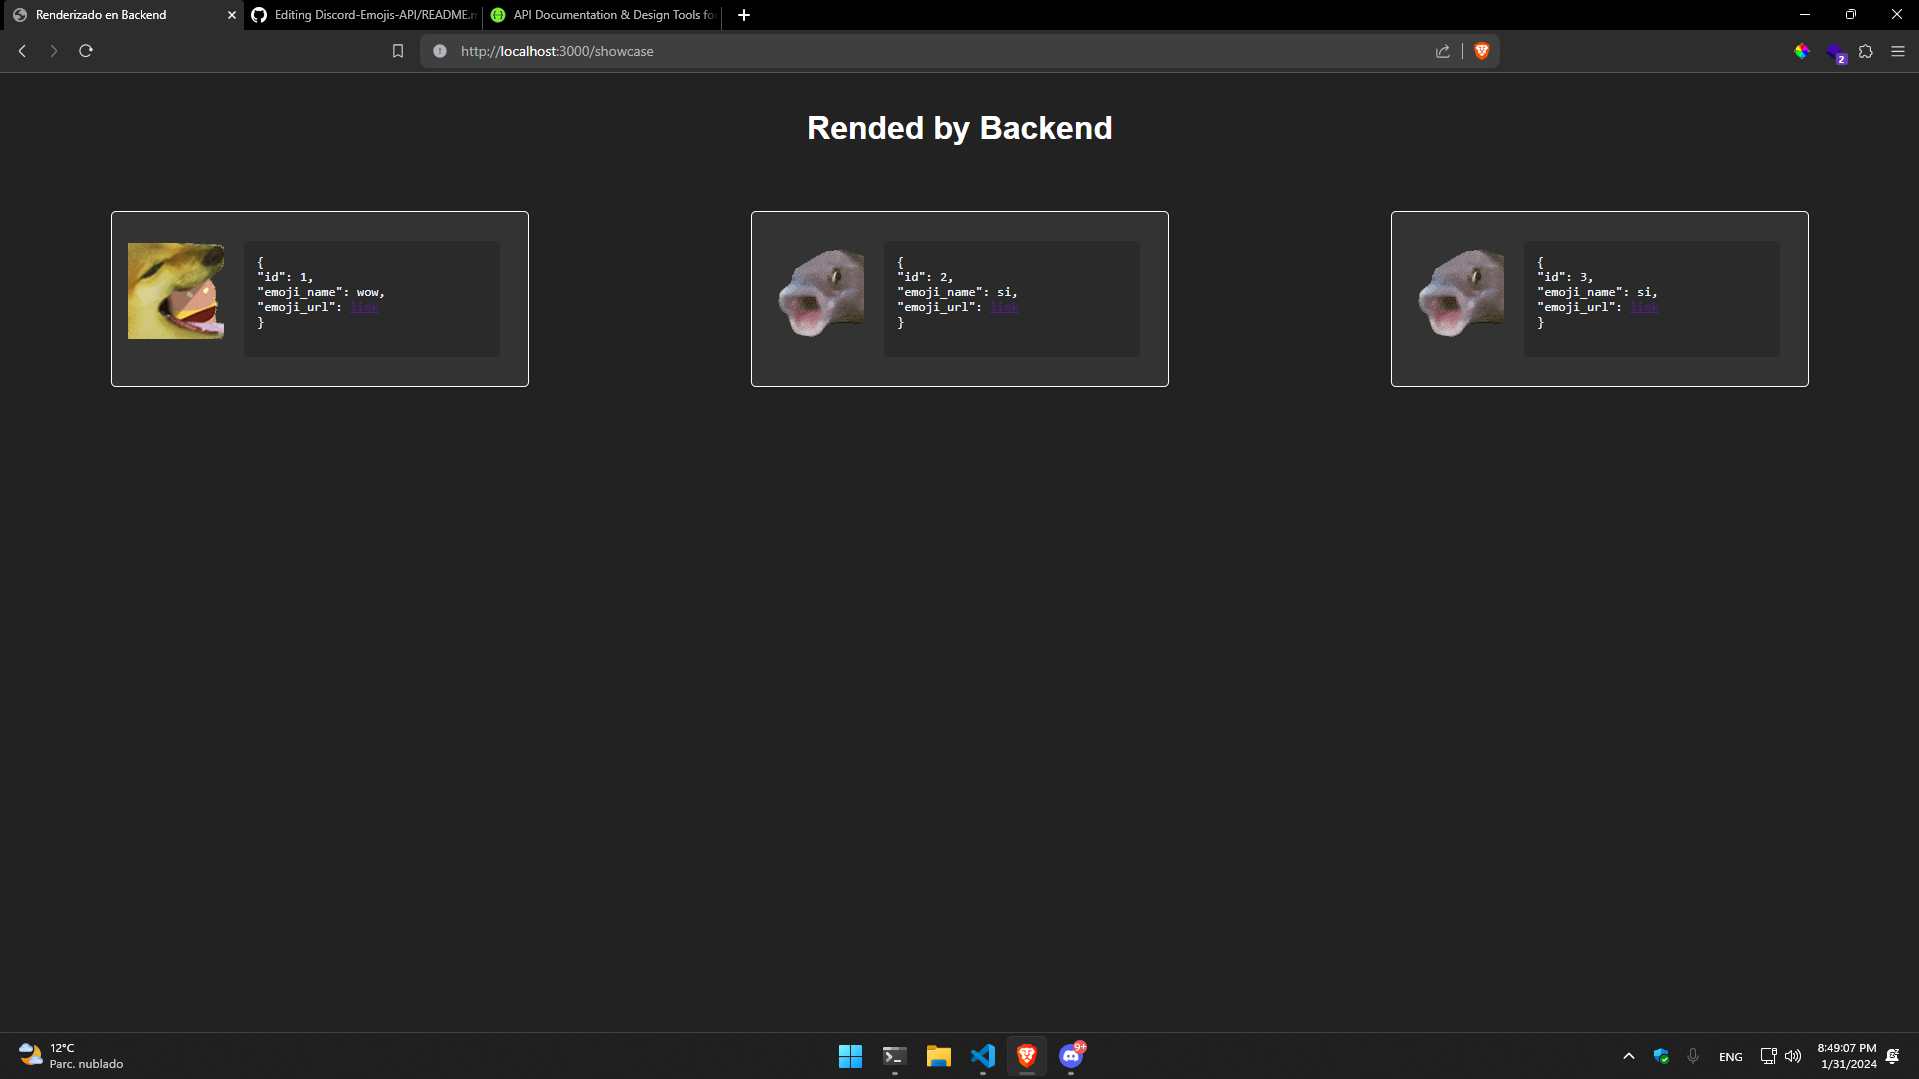 Renderizado en Backend
Editing Discord-Emojis-API/README.m
API Documentation & Design Tools fo
http://localhost:3000/showcase
2
Rended by Backend
{
"id": 1,
"emoji_name": wow,
"emoji_url": link
}
{
"id": 2,
"emoji_name": si,
"emoji_url": link
}
{
"id": 3,
"emoji_name": si,
"emoji_url": link
}
12°C
Parc. nublado
9+
ENG
8:49:07 PM
1/31/2024